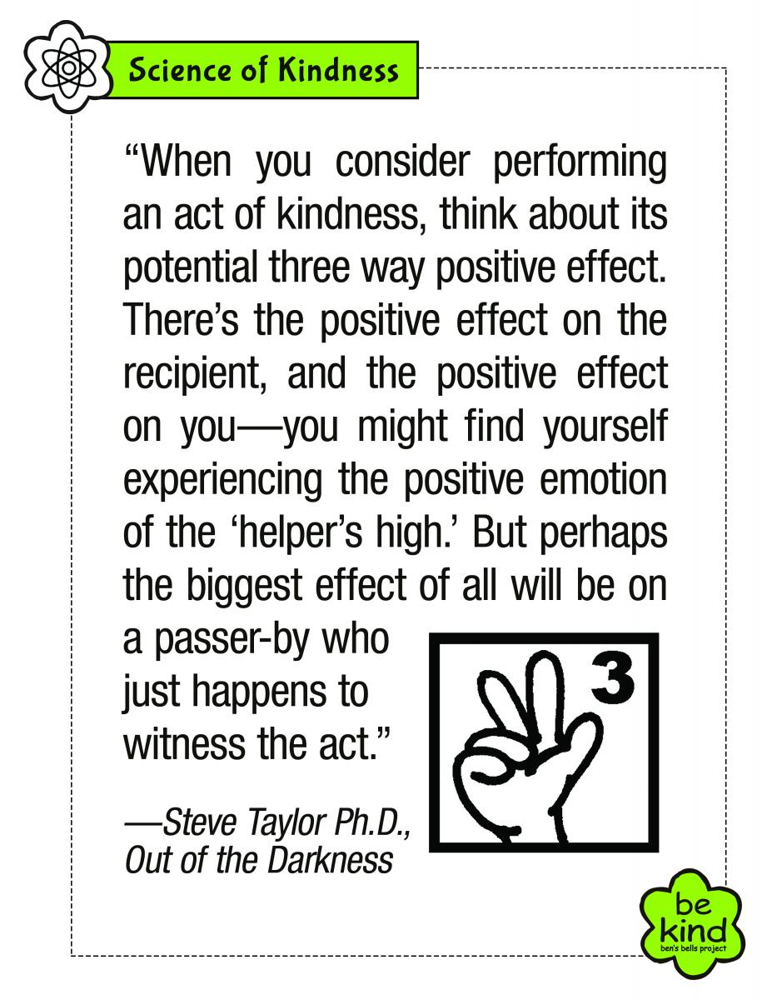 Science of Kindness
“When you consider performing
an act of kindness, think about its
potential three way positive effect.
There’s the positive effect on the
recipient, and the positive effect
on you—you might find yourself
experiencing the positive emotion
of the ‘helper’s high.’ But perhaps
the biggest effect of all will be on
a passer-by who
just happens to
witness the act.”
3
—Steve Taylor Ph.D.,
Out of the Darkness
be
kind
ben's bells project